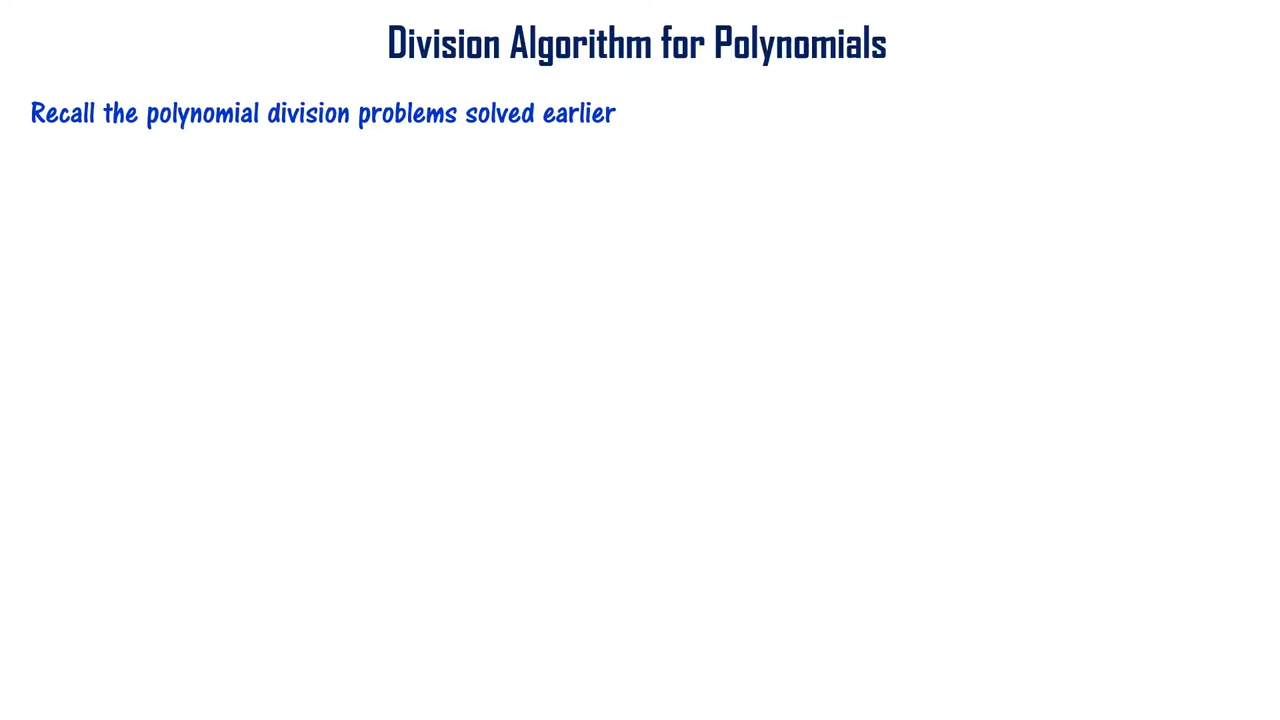 Division Algorithm for Polynomials
Recall the polynomial division problems solved earlier